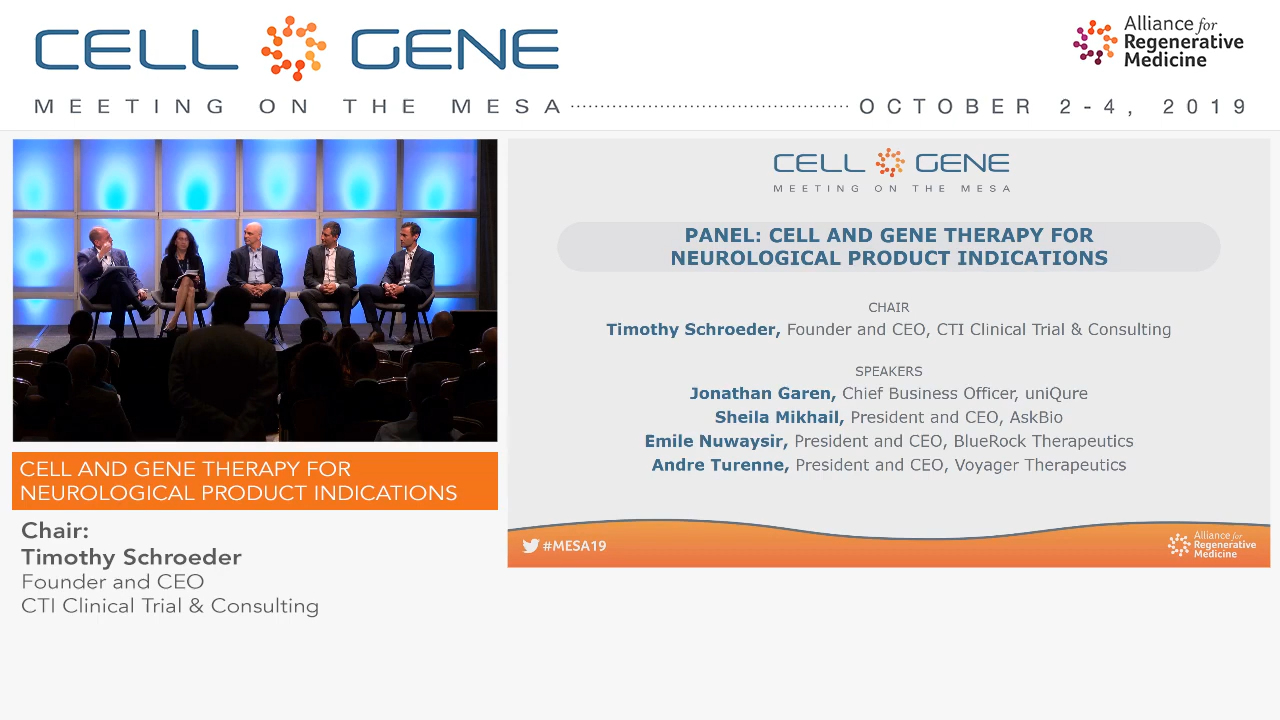 CELL GENE
Alliance for
Regenerative
Medicine
MEETING ON THE MESA
OCTOBER 2-4, 2019
CELL GENE
MEETING ON THE MESA
PANEL: CELL AND GENE THERAPY FOR
NEUROLOGICAL PRODUCT INDICATIONS
CHAIR
Timothy Schroeder, Founder and CEO, CTI Clinical Trial & Consulting
SPEAKERS
Jonathan Garen, Chief Business Officer, uniQure
Sheila Mikhail, President and CEO, AskBio
Emile Nuwaysir, President and CEO, BlueRock Therapeutics
Andre Turenne, President and CEO, Voyager Therapeutics
#MESA19
Alliance for
Regenerative
Medicine
CELL AND GENE THERAPY FOR
NEUROLOGICAL PRODUCT INDICATIONS
Chair:
Timothy Schroeder
Founder and CEO
CTI Clinical Trial & Consulting